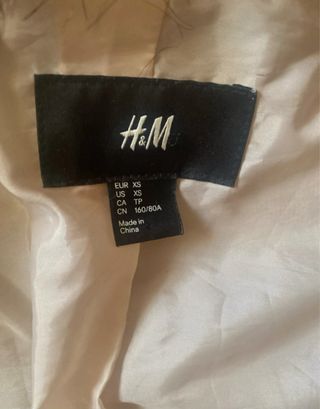 H&M
EUR XS
US XS
CA TP
CN 160/80A
Made in
China